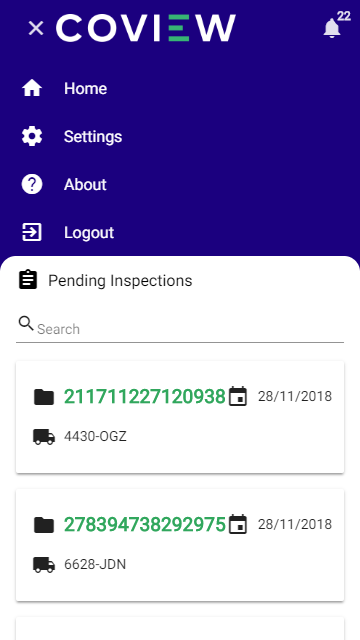 COVIEW
22
Home
Settings
About
Logout
Pending Inspections
Search
211711227120938 28/11/2018
4430-OGZ
278394738292975 28/11/2018
6628-JDN